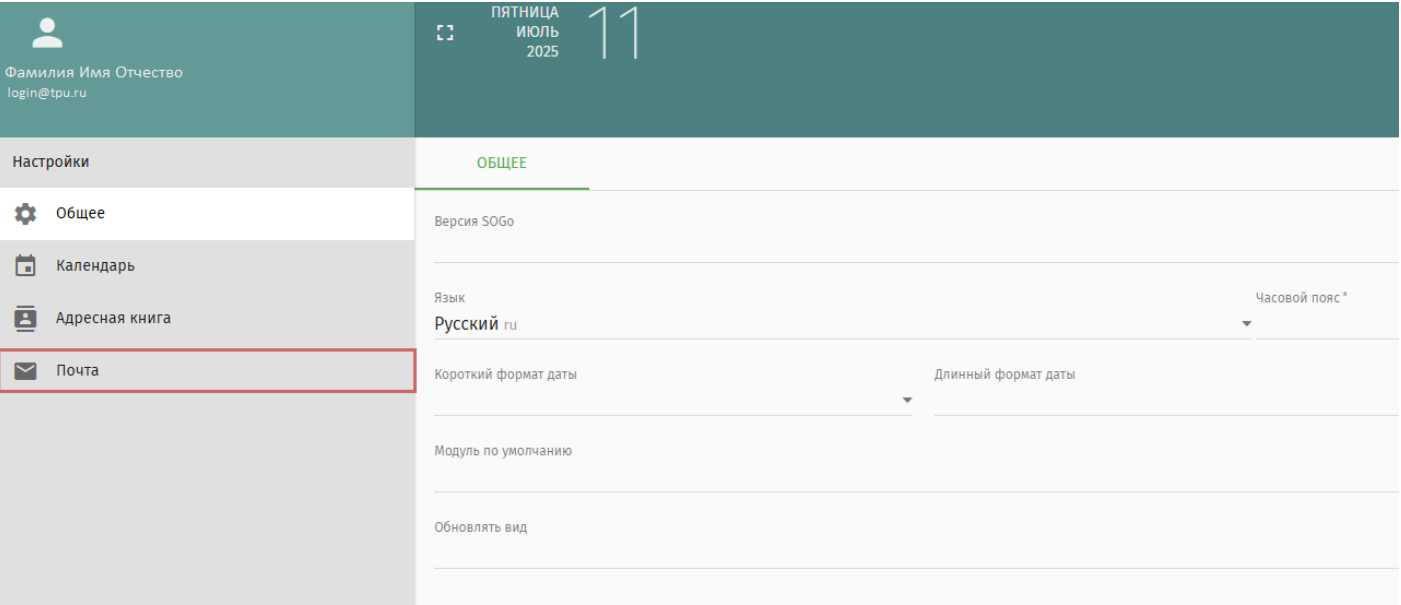 Фамилия Имя Отчество
login@tpu.ru
ПЯТНИЦА
ИЮЛЬ
2025
11
Настройки
Общее
Календарь
Адресная книга
Почта
ОБЩЕЕ
Версия SOGo
Язык
Русский ru
Часовой пояс *
Короткий формат даты
Длинный формат даты
Модуль по умолчанию
Обновлять вид